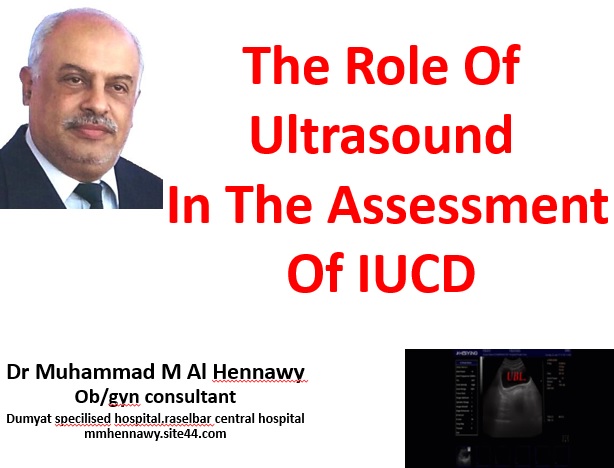 The Role Of
Ultrasound
In The Assessment
Of IUCD
Dr Muhammad M Al Hennawy
Ob/gyn consultant
Dumyat specilised hospital,raselbar central hospital
mmhennawy.site44.com
UBL